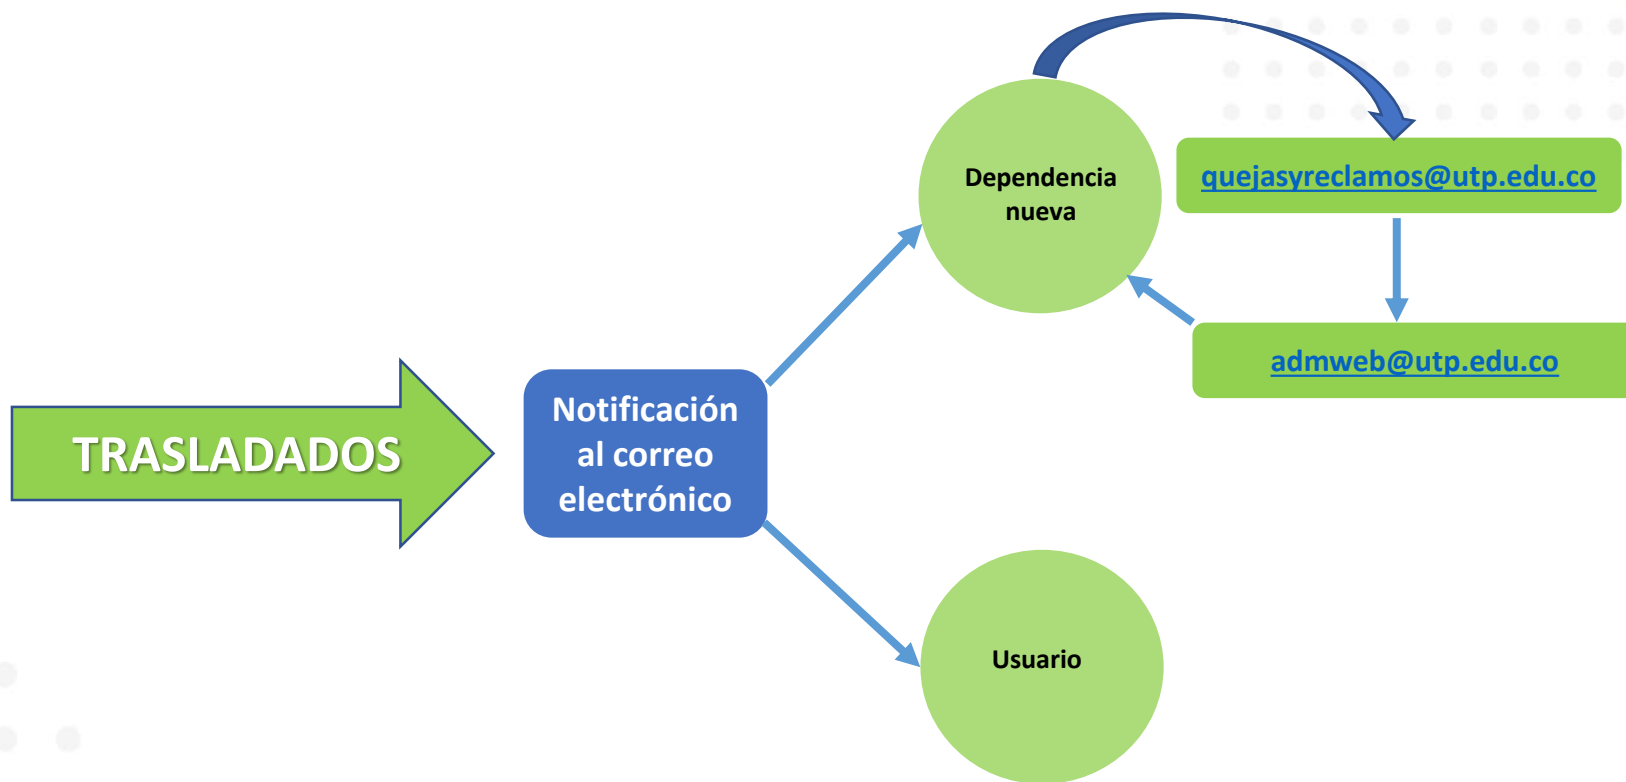 TRASLADADOS
Notificación
al correo
electrónico
Dependencia
nueva
quejasyreclamos@utp.edu.co
admweb@utp.edu.co
Usuario